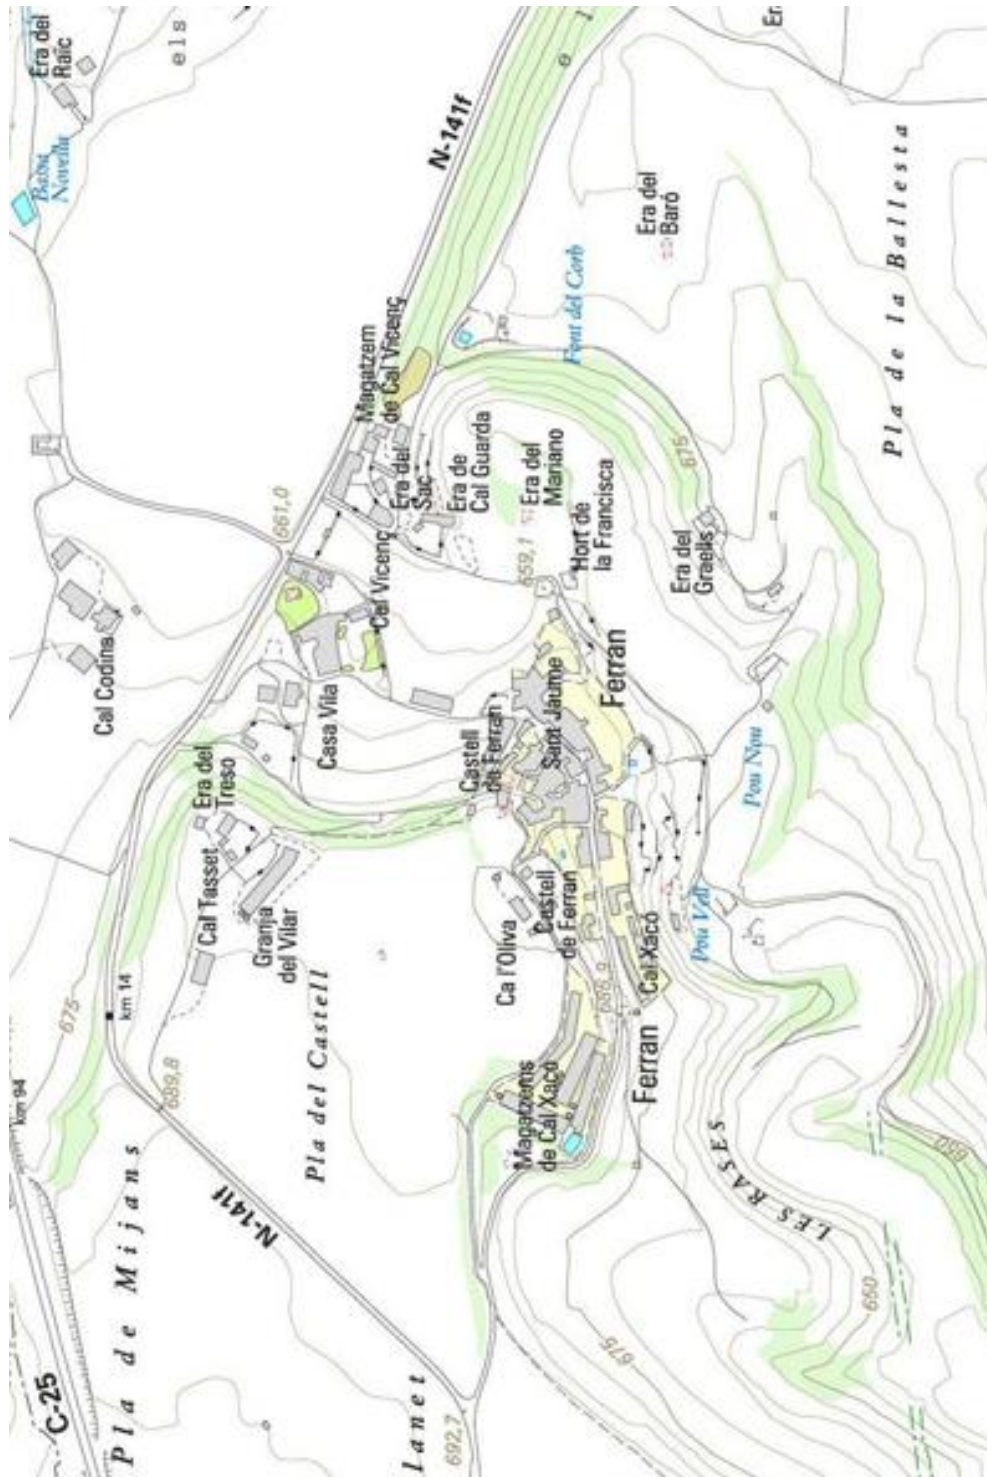 C-25
km 94
Pla de Mijans
675
km 14
N-141f
689,8
Cal Codina
Era del
Raïc
Bassa
Novella
els
Cal Tasset
Era del
Treso
Granja
del Vilar
Pla del Castell
Casa Vila
661,0
Cal Vicenç
Magatzem
de Cal Vicenç
N-141f
Era del
Sac
Era de
Cal Guarda
lanet
692,7
Castell
de Ferran
Ca l'Oliva
Magatzems
de Cal Xacó
Castell
de Ferran
Sant Jaume
659,1
Era del
Mariano
Hort de
la Francisca
Font del Corb
686,9
Cal Xacó
Ferran
Ferran
Era del
Baró
675
Pou Vell
Era del
Graells
675
Pou Nou
LES RASES
650
650
Pla de la Ballesta